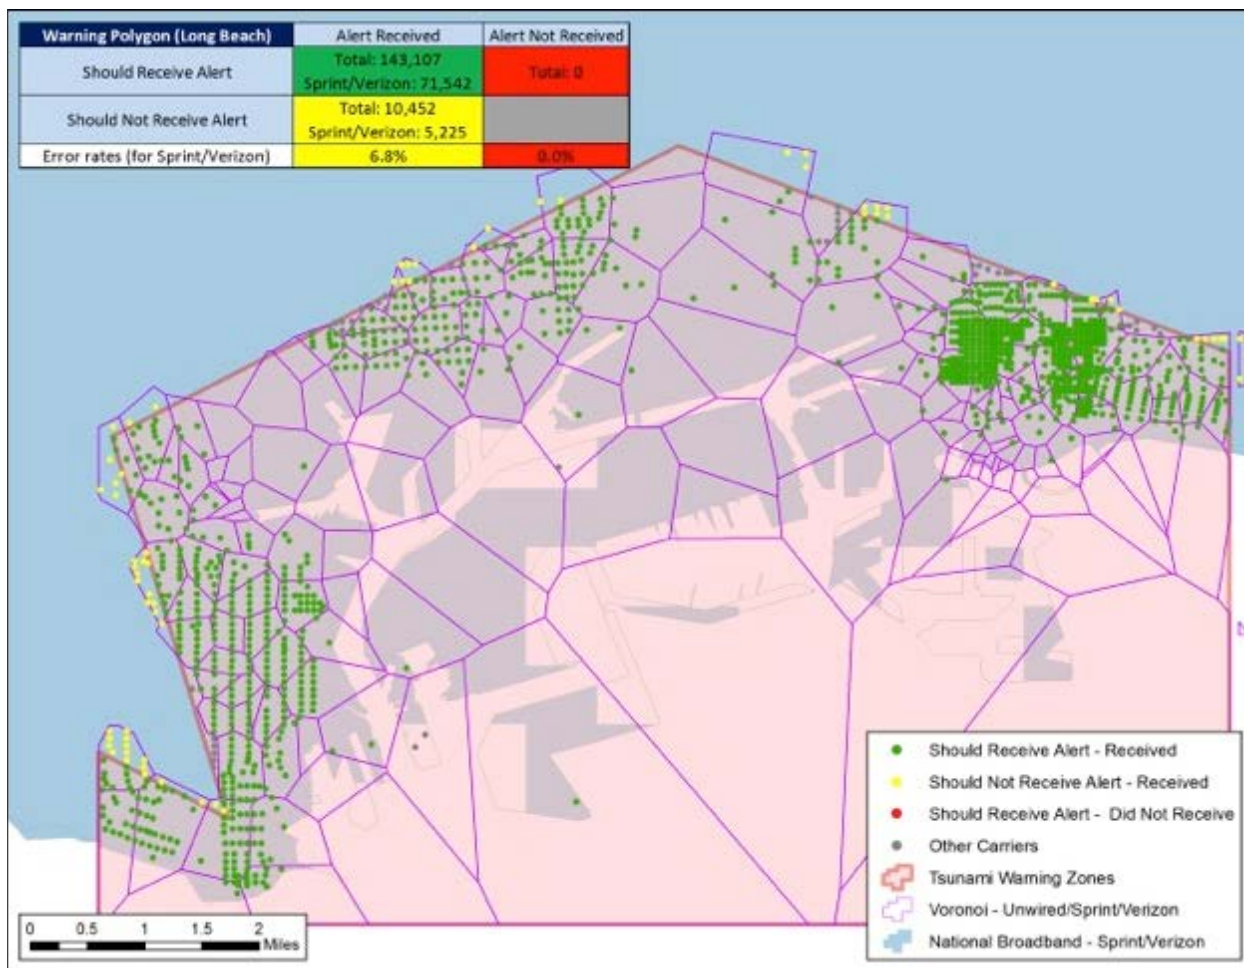 Warning Polygon (Long Beach) Alert Received Alert Not Received
Should Receive Alert
Total: 143,107
Sprint/Verizon: 71,542
Total: 0
Should Not Receive Alert
Total: 10,452
Sprint/Verizon: 5,225
Error rates (for Sprint/Verizon) 6.8% 0.0%
Should Receive Alert - Received
Should Not Receive Alert - Received
Should Receive Alert - Did Not Receive
Other Carriers
Tsunami Warning Zones
Voronoi - Unwired/Sprint/Verizon
National Broadband - Sprint/Verizon
0 0.5 1 1.5 2
Miles